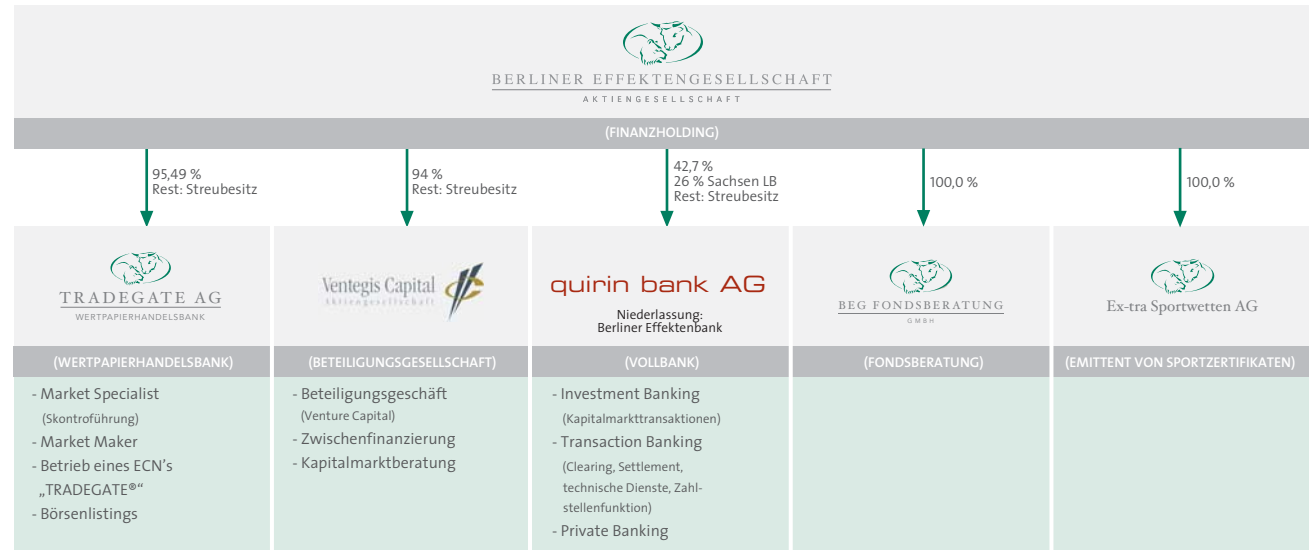 BERLINER EFFEKTENGESELLSCHAFT
AKTIENGESELLSCHAFT
(FINANZHOLDING)
95,49 %
Rest: Streubesitz
94 %
Rest: Streubesitz
42,7 %
26 % Sachsen LB
Rest: Streubesitz
100,0 %
100,0 %
TRADEGATE AG
WERTPAPIERHANDELSBANK
(WERTPAPIERHANDELSBANK)
- Market Specialist
(Skontroführung)
- Market Maker
- Betrieb eines ECN's
„TRADEGATE®“
- Börsenlistings
Ventegis Capital
Aktiengesellschaft
(BETEILIGUNGSGESELLSCHAFT)
- Beteiligungsgeschäft
(Venture Capital)
- Zwischenfinanzierung
- Kapitalmarktberatung
quirin bank AG
Niederlassung:
Berliner Effektenbank
(VOLLBANK)
- Investment Banking
(Kapitalmarkttransaktionen)
- Transaction Banking
(Clearing, Settlement,
technische Dienste, Zahl-
stellenfunktion)
- Private Banking
BEG FONDSBERATUNG
GMBH
(FONDSBERATUNG)
Ex-tra Sportwetten AG
(EMITTENT VON SPORTZERTIFIKATEN)